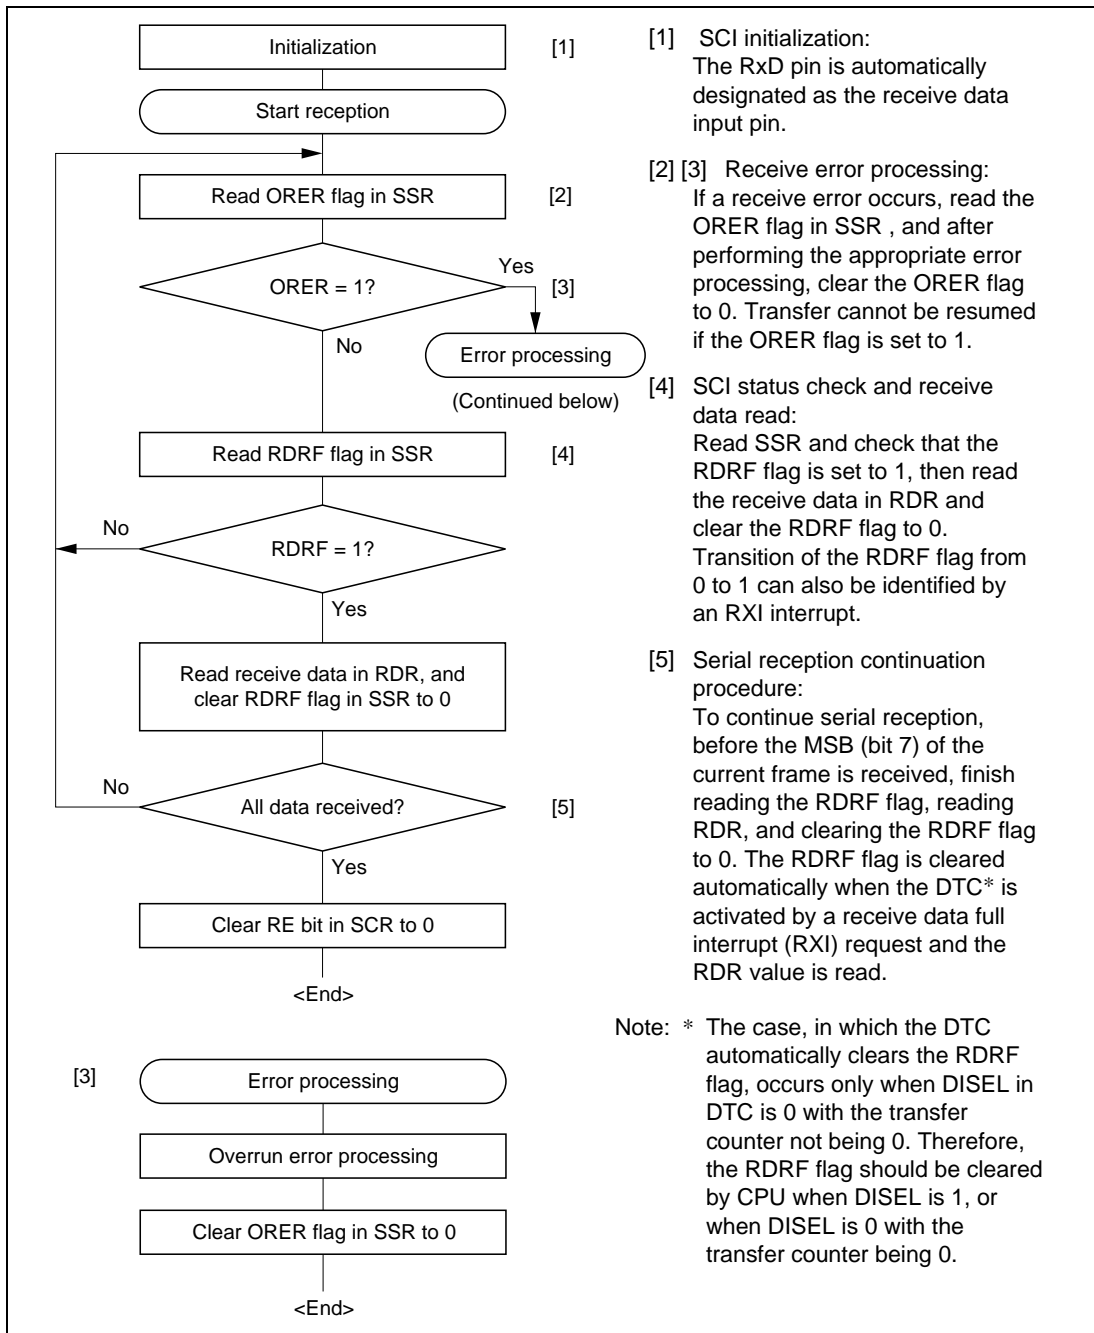 Initialization
[1]
Start reception
Read ORER flag in SSR
[2]
ORER = 1?
Yes
[3]
No
Error processing
(Continued below)
Read RDRF flag in SSR
[4]
No
RDRF = 1?
Yes
Read receive data in RDR, and
clear RDRF flag in SSR to 0
No
All data received?
[5]
Yes
Clear RE bit in SCR to 0
<End>
[3]
Error processing
Overrun error processing
Clear ORER flag in SSR to 0
<End>
[1] SCI initialization:
The RxD pin is automatically
designated as the receive data
input pin.
[2] [3] Receive error processing:
If a receive error occurs, read the
ORER flag in SSR , and after
performing the appropriate error
processing, clear the ORER flag
to 0. Transfer cannot be resumed
if the ORER flag is set to 1.
[4] SCI status check and receive
data read:
Read SSR and check that the
RDRF flag is set to 1, then read
the receive data in RDR and
clear the RDRF flag to 0.
Transition of the RDRF flag from
0 to 1 can also be identified by
an RXI interrupt.
[5] Serial reception continuation
procedure:
To continue serial reception,
before the MSB (bit 7) of the
current frame is received, finish
reading the RDRF flag, reading
RDR, and clearing the RDRF flag
to 0. The RDRF flag is cleared
automatically when the DTC* is
activated by a receive data full
interrupt (RXI) request and the
RDR value is read.
Note: * The case, in which the DTC
automatically clears the RDRF
flag, occurs only when DISEL in
DTC is 0 with the transfer
counter not being 0. Therefore,
the RDRF flag should be cleared
by CPU when DISEL is 1, or
when DISEL is 0 with the
transfer counter being 0.